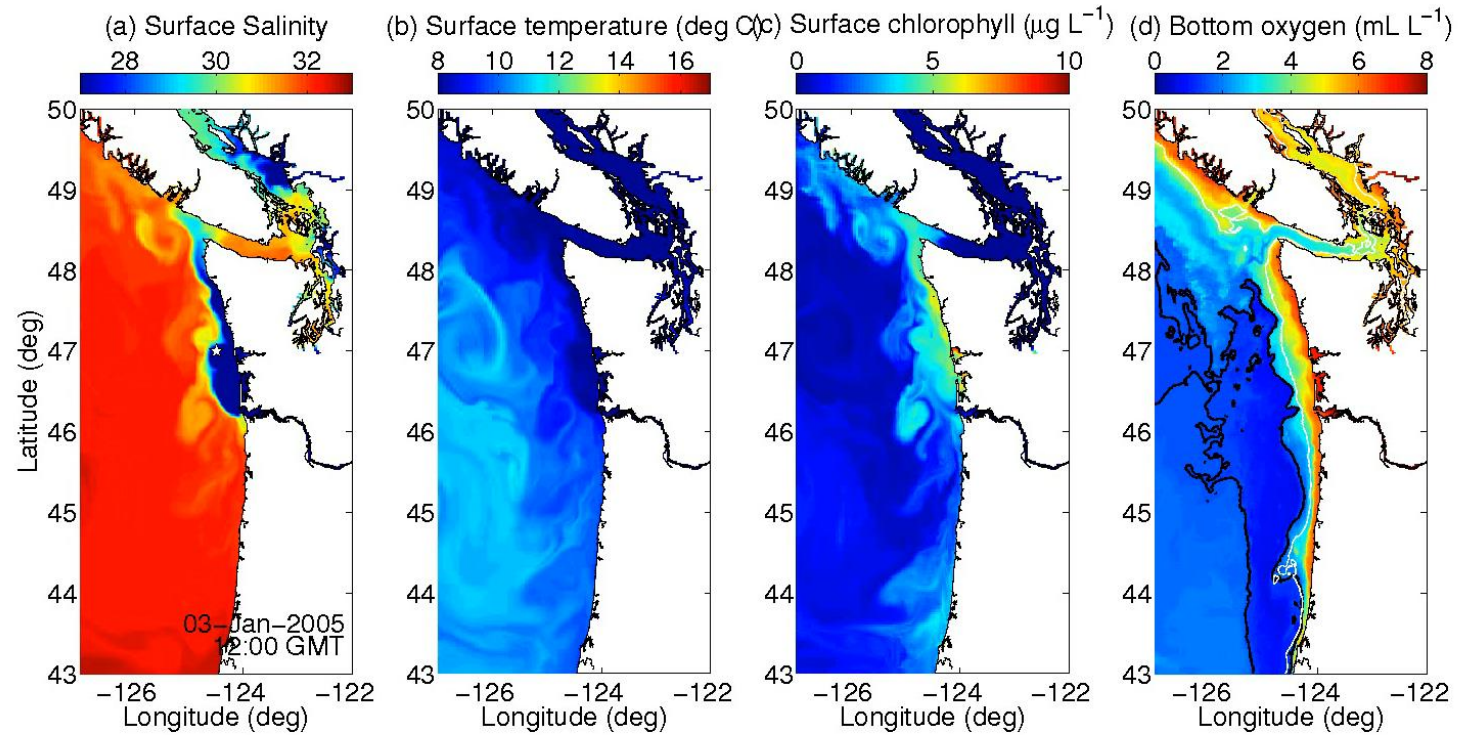 (a) Surface Salinity
(b) Surface temperature (deg C)
(c) Surface chlorophyll (μg L⁻¹)
(d) Bottom oxygen (mL L⁻¹)
28 30 32
8 10 12 14 16
0 5 10
0 2 4 6 8
50 50 50 50
49 49 49 49
48 48 48 48
47 47 47 47
46 46 46 46
45 45 45 45
44 44 44 44
43 43 43 43
Latitude (deg)
03-Jan-2005
12:00 GMT
−126 −124 −122
−126 −124 −122
−126 −124 −122
−126 −124 −122
Longitude (deg)
Longitude (deg)
Longitude (deg)
Longitude (deg)